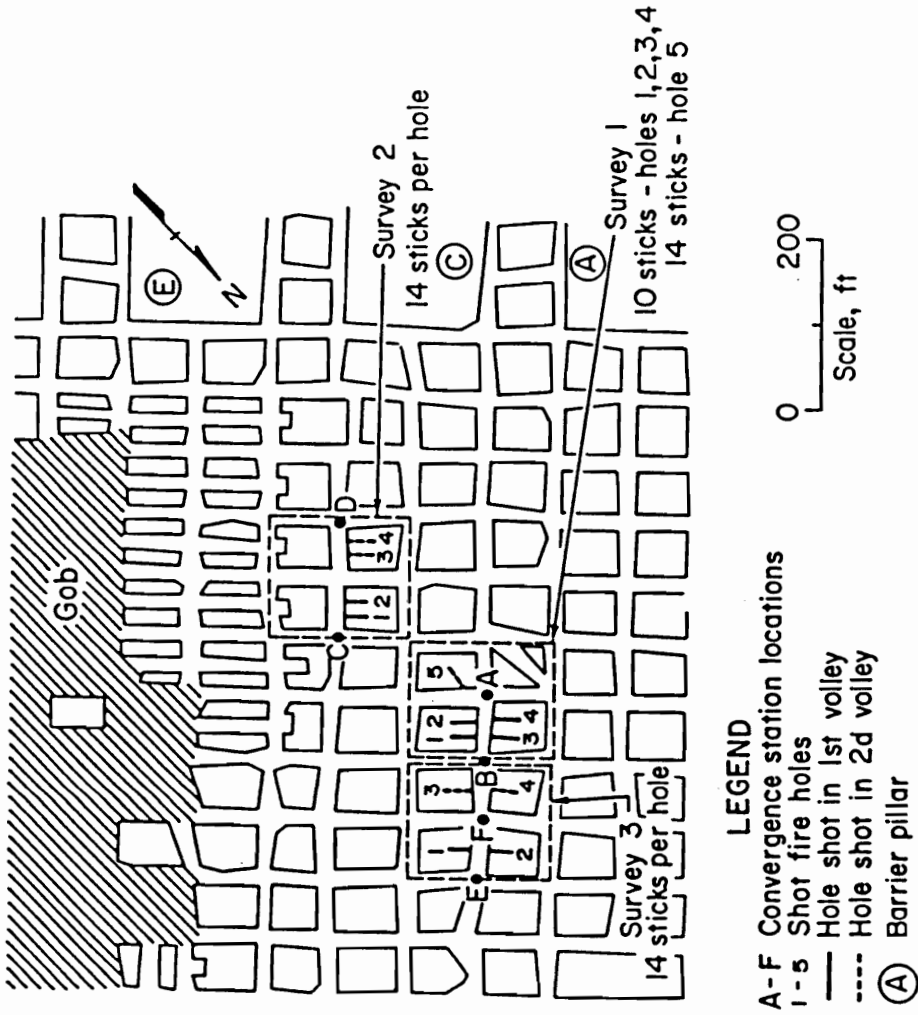 Gob
E
N
Survey 2
14 sticks per hole
C
A
Survey 1
10 sticks - holes 1,2,3,4
14 sticks - hole 5
D
3 4
1 2
C
5
A
1 2
3 4
B
3
4
F
1
2
E
Survey 3
14 sticks per hole
0 200
Scale, ft
LEGEND
A-F Convergence station locations
1-5 Shot fire holes
Hole shot in 1st volley
Hole shot in 2d volley
A Barrier pillar